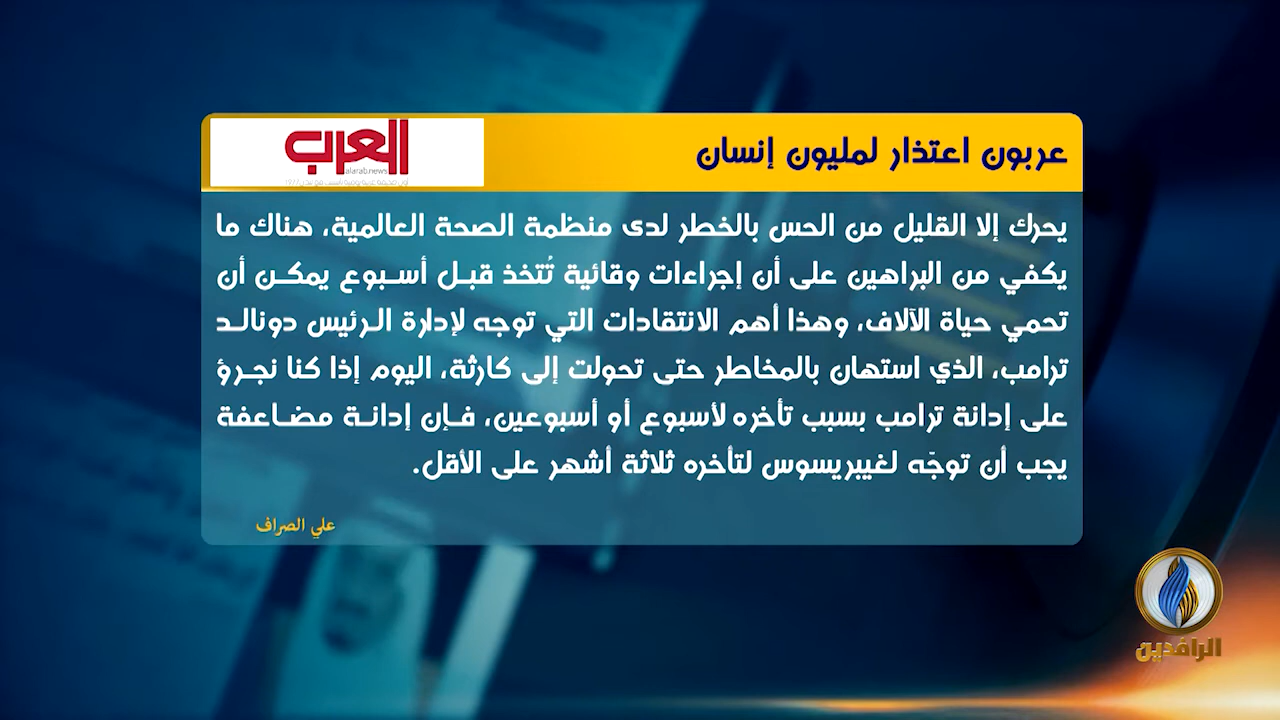 عربون اعتذار لمليون إنسان
العرب
alarab.news
يحرك إلا القليل من الحس بالخطر لدى منظمة الصحة العالمية، هناك ما
يكفي من البراهين على أن إجراءات وقائية تُتخذ قبل أسبوع يمكن أن
تحمي حياة الآلاف، وهذا أهم الانتقادات التي توجه لإدارة الرئيس دونالد
ترامب، الذي استهان بالمخاطر حتى تحولت إلى كارثة، اليوم إذا كنا نجرؤ
على إدانة ترامب بسبب تأخره لأسبوع أو أسبوعين، فإن إدانة مضاعفة
يجب أن توجّه لغيبريسوس لتأخره ثلاثة أشهر على الأقل.
علي الصراف
الرافدين